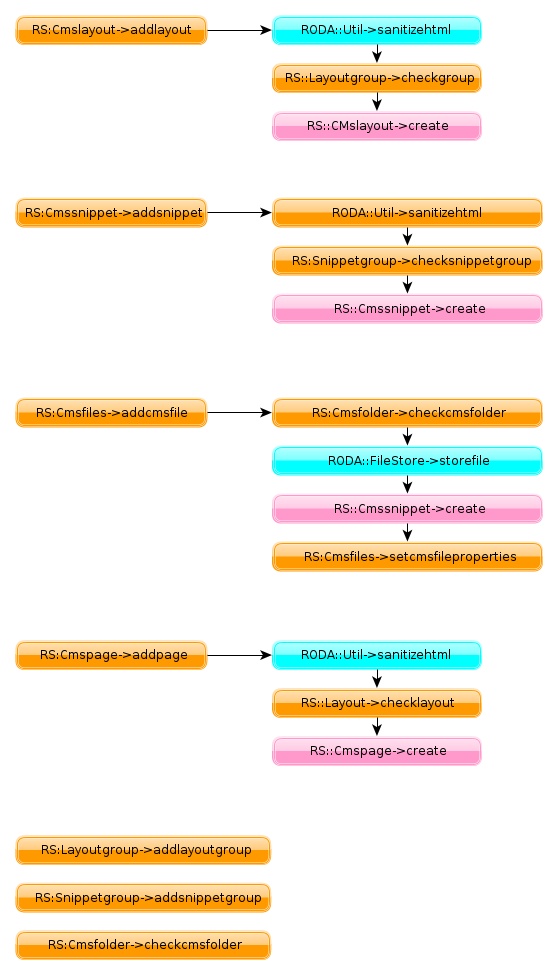 RS:Cmslayout->addlayout
RODA::Util->sanitizehtml
RS::Layoutgroup->checkgroup
RS::CMslayout->create
RS:Cmssnippet->addsnippet
RODA::Util->sanitizehtml
RS:Snippetgroup->checksnippetgroup
RS::Cmssnippet->create
RS:Cmsfiles->addcmsfile
RS:Cmsfolder->checkcmsfolder
RODA::FileStore->storefile
RS::Cmssnippet->create
RS:Cmsfiles->setcmsfileproperties
RS:Cmspage->addpage
RODA::Util->sanitizehtml
RS::Layout->checklayout
RS::Cmspage->create
RS:Layoutgroup->addlayoutgroup
RS:Snippetgroup->addsnippetgroup
RS:Cmsfolder->checkcmsfolder